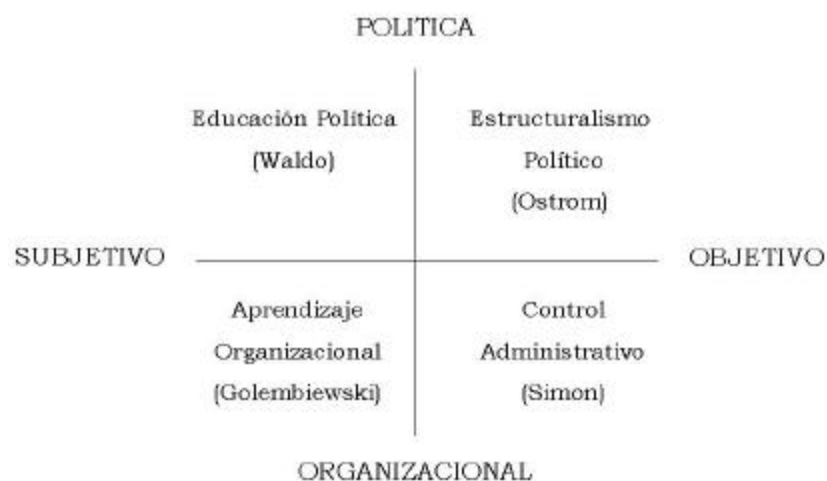 POLITICA
Educación Política
(Waldo)
Estructuralismo
Político
(Ostrom)
SUBJETIVO
OBJETIVO
Aprendizaje
Organizacional
(Golembiewski)
Control
Administrativo
(Simon)
ORGANIZACIONAL